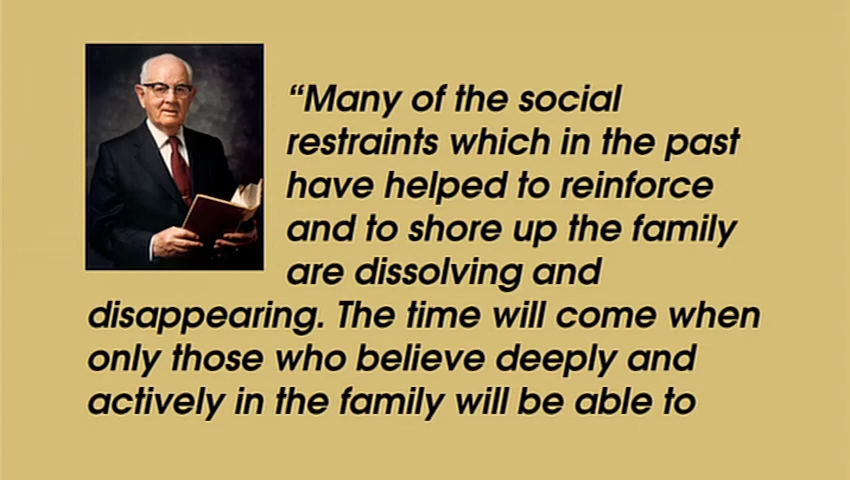 “Many of the social
restraints which in the past
have helped to reinforce
and to shore up the family
are dissolving and
disappearing. The time will come when
only those who believe deeply and
actively in the family will be able to